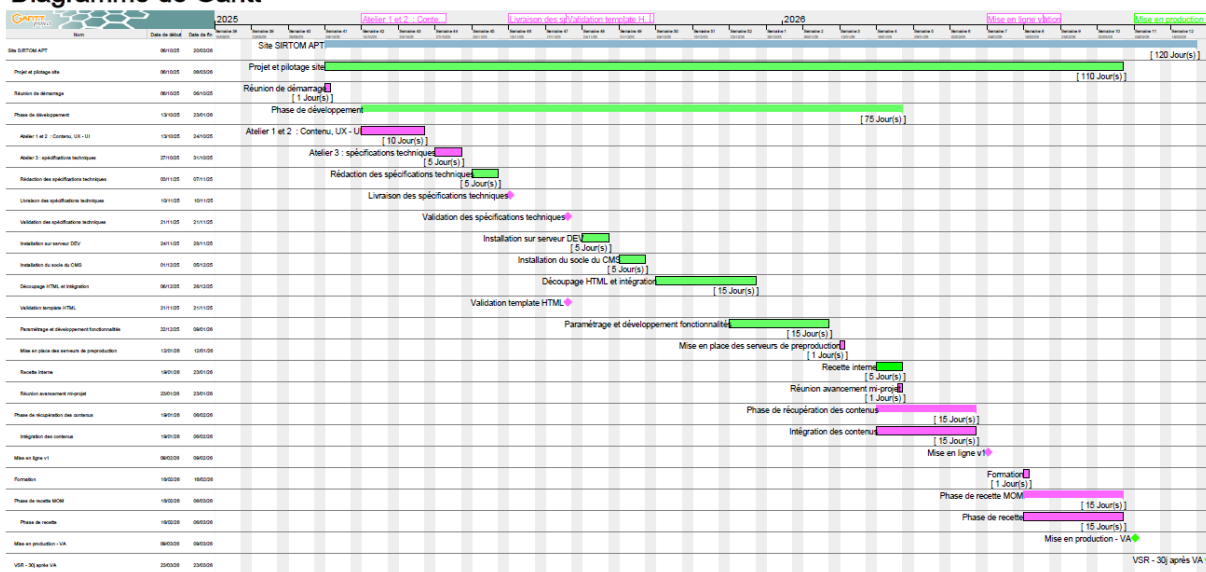 Diagramme de Gantt
GANTT project
2025
2026
Atelier 1 et 2 : Conte..
Livraison des spé
Validation template H..
Mise en ligne v
Mise en production
Nom Date de début Date de fin
Site SIRTOM APT 06/10/25 20/03/26
Site SIRTOM APT
[ 120 Jour(s) ]
Projet et pilotage site 06/10/25 06/03/26
Projet et pilotage site
[ 110 Jour(s) ]
Réunion de démarrage 06/10/25 06/10/25
Réunion de démarrage
[ 1 Jour(s) ]
Phase de développement 13/10/25 23/01/26
Phase de développement
[ 75 Jour(s) ]
Atelier 1 et 2 : Contenu, UX - UI 13/10/25 24/10/25
Atelier 1 et 2 : Contenu, UX - UI
[ 10 Jour(s) ]
Atelier 3 : spécifications techniques 27/10/25 31/10/25
Atelier 3 : spécifications techniques
[ 5 Jour(s) ]
Rédaction des spécifications techniques 03/11/25 07/11/25
Rédaction des spécifications techniques
[ 5 Jour(s) ]
Livraison des spécifications techniques 10/11/25 10/11/25
Livraison des spécifications techniques
Validation des spécifications techniques 21/11/25 21/11/25
Validation des spécifications techniques
Installation sur serveur DEV 24/11/25 28/11/25
Installation sur serveur DEV
[ 5 Jour(s) ]
Installation du socle du CMS 01/12/25 05/12/25
Installation du socle du CMS
[ 5 Jour(s) ]
Découpage HTML et intégration 08/12/25 26/12/25
Découpage HTML et intégration
[ 15 Jour(s) ]
Validation template HTML 21/11/25 21/11/25
Validation template HTML
Paramétrage et développement fonctionnalités 22/12/25 09/01/26
Paramétrage et développement fonctionnalités
[ 15 Jour(s) ]
Mise en place des serveurs de preproduction 12/01/26 12/01/26
Mise en place des serveurs de preproduction
[ 1 Jour(s) ]
Recette interne 19/01/26 23/01/26
Recette interne
[ 5 Jour(s) ]
Réunion avancement mi-projet 23/01/26 23/01/26
Réunion avancement mi-projet
[ 1 Jour(s) ]
Phase de récupération des contenus 19/01/26 06/02/26
Phase de récupération des contenus
[ 15 Jour(s) ]
Intégration des contenus 19/01/26 06/02/26
Intégration des contenus
[ 15 Jour(s) ]
Mise en ligne v1 09/02/26 09/02/26
Mise en ligne v1
Formation 16/02/26 16/02/26
Formation
[ 1 Jour(s) ]
Phase de recette MOM 16/02/26 06/03/26
Phase de recette MOM
[ 15 Jour(s) ]
Phase de recette 16/02/26 06/03/26
Phase de recette
[ 15 Jour(s) ]
Mise en production - VA 09/03/26 09/03/26
Mise en production - VA
VSR - 30j après VA 23/03/26 23/03/26
VSR - 30j après VA